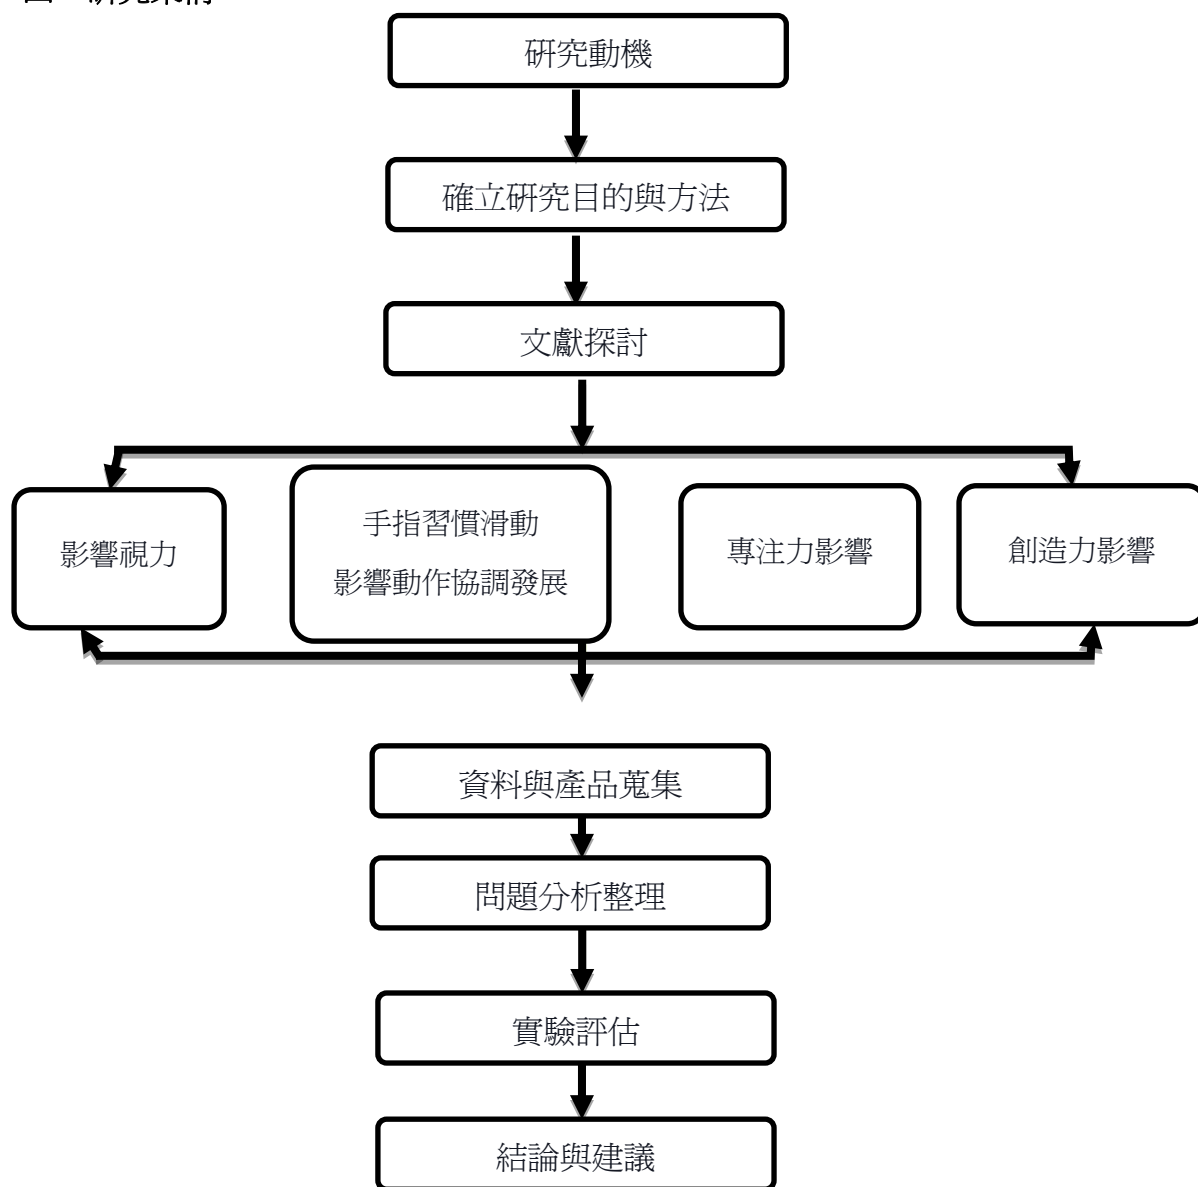 研究動機
確立研究目的與方法
文獻探討
影響視力
手指習慣滑動
影響動作協調發展
專注力影響
創造力影響
資料與產品蒐集
問題分析整理
實驗評估
結論與建議